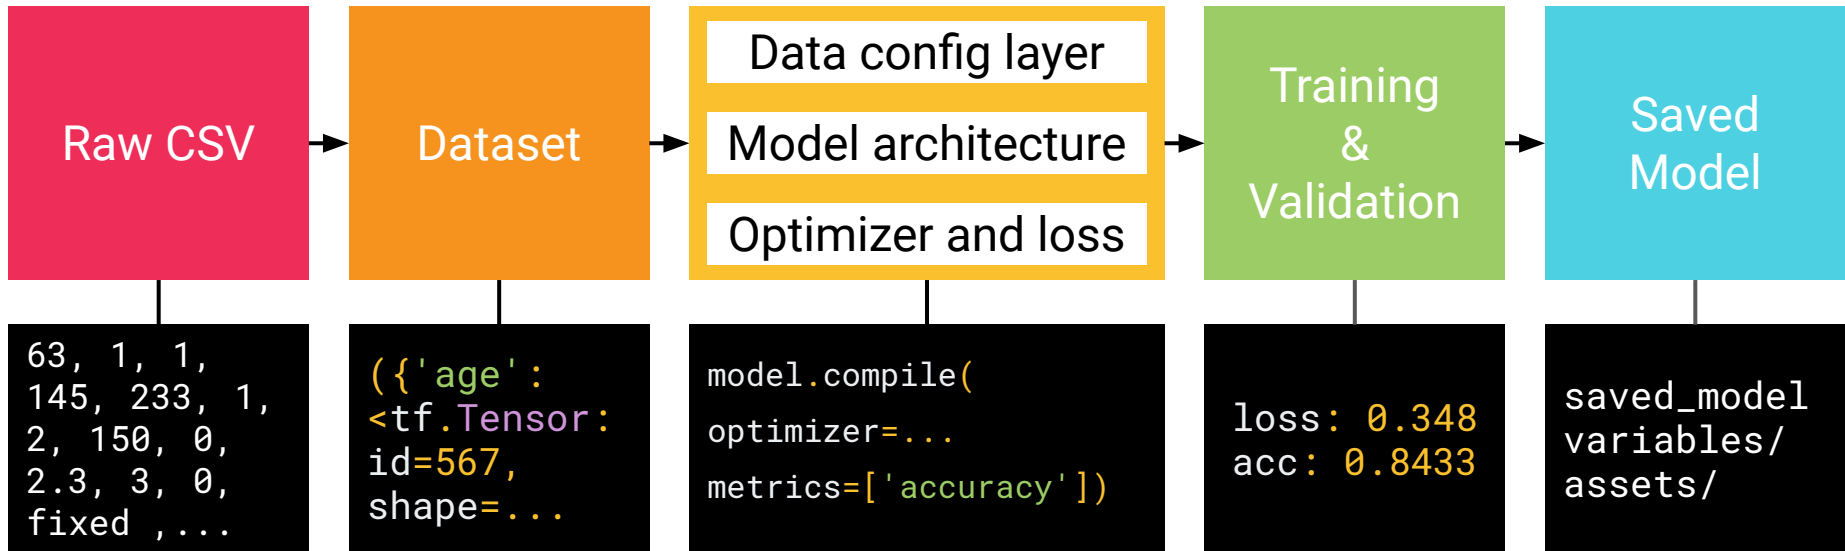 Raw CSV
Dataset
Data config layer
Model architecture
Optimizer and loss
Training
&
Validation
Saved
Model
63, 1, 1,
145, 233, 1,
2, 150, 0,
2.3, 3, 0,
fixed ,...
({'age':
<tf.Tensor:
id=567,
shape=...
model.compile(
optimizer=...
metrics=['accuracy'])
loss: 0.348
acc: 0.8433
saved_model
variables/
assets/